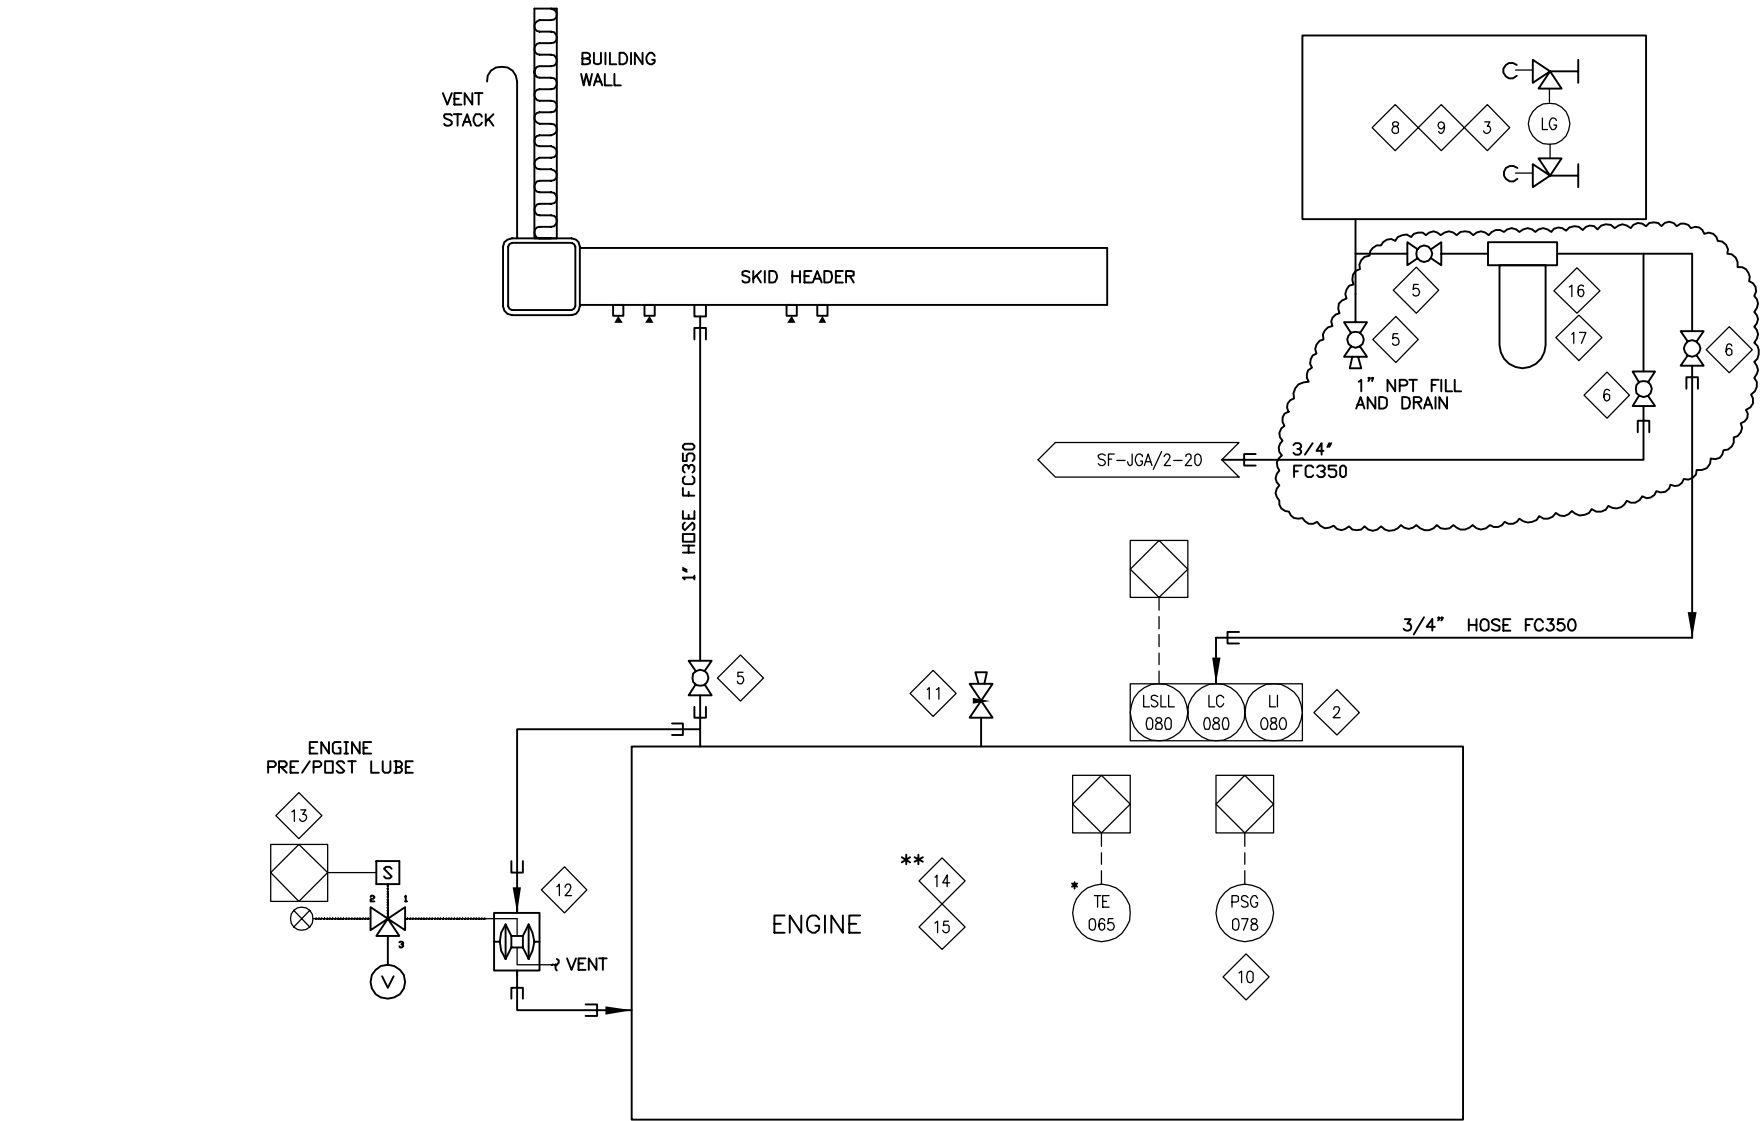 BUILDING
WALL
VENT
STACK
8
9
3
LG
SKID HEADER
5
16
5
17
6
6
1" NPT FILL
AND DRAIN
3/4"
SF-JGA/2-20
FC350
1" HOSE FC350
3/4" HOSE FC350
5
11
LSLL
080
LC
080
LI
080
2
ENGINE
PRE/POST LUBE
13
S
2
1
3
V
12
VENT
ENGINE
**
14
15
*
TE
065
PSG
078
10